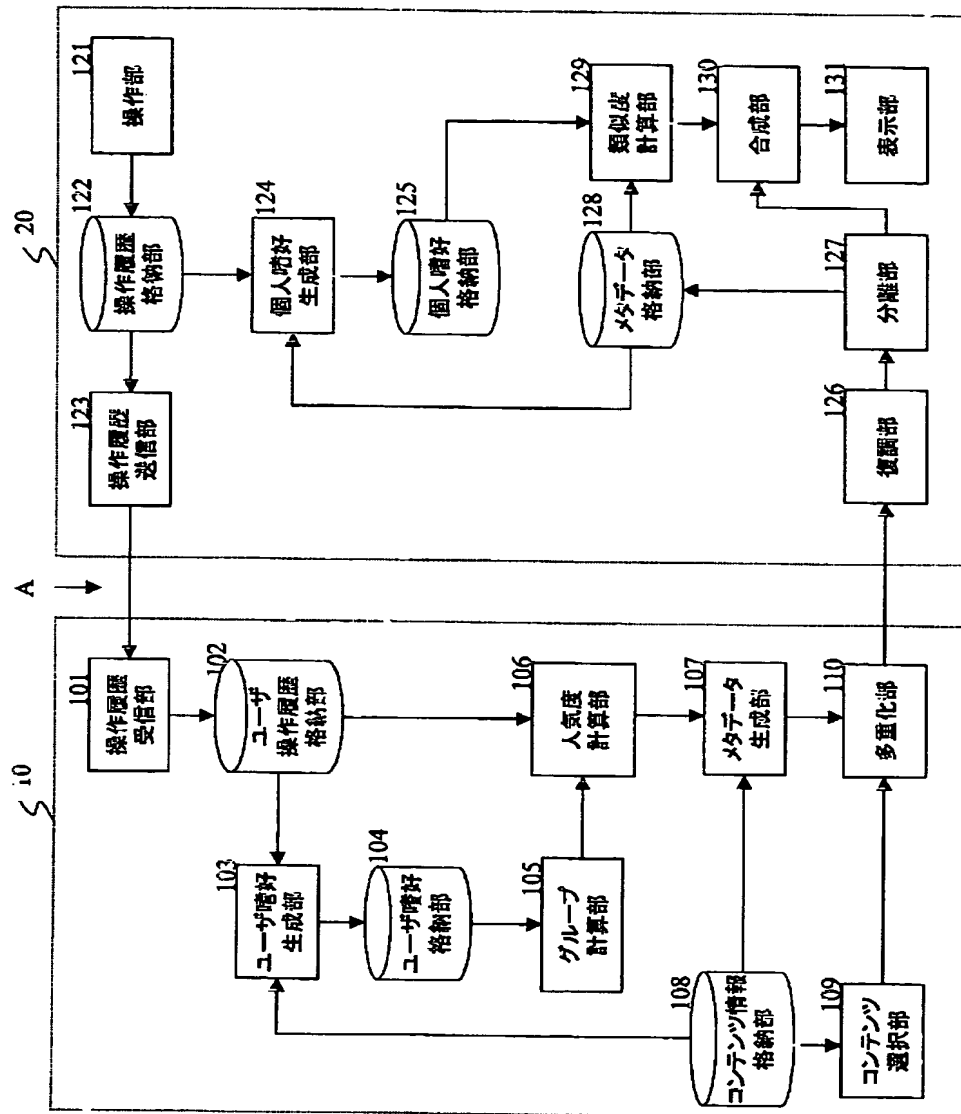 10
20
A
101
操作履歴
受信部
102
ユーザ
操作履歴
格納部
103
ユーザ嗜好
生成部
104
ユーザ嗜好
格納部
105
グループ
計算部
106
人気度
計算部
107
メタデータ
生成部
108
コンテンツ情報
格納部
109
コンテンツ
選択部
110
多重化部
121
操作部
122
操作履歴
格納部
123
操作履歴
送信部
124
個人嗜好
生成部
125
個人嗜好
格納部
126
復調部
127
分離部
128
メタデータ
格納部
129
類似度
計算部
130
合成部
131
表示部